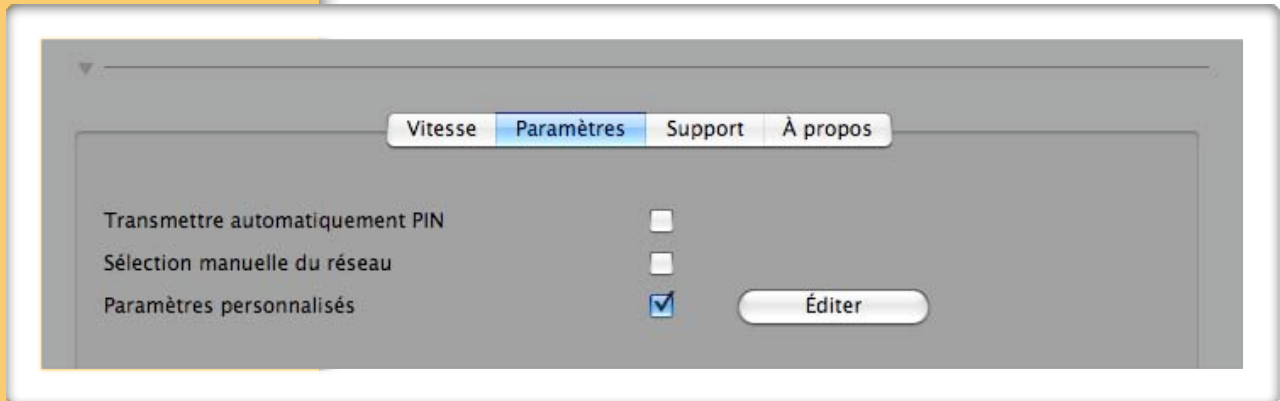 Vitesse Paramètres Support À propos
Transmettre automatiquement PIN
Sélection manuelle du réseau
Paramètres personnalisés Éditer